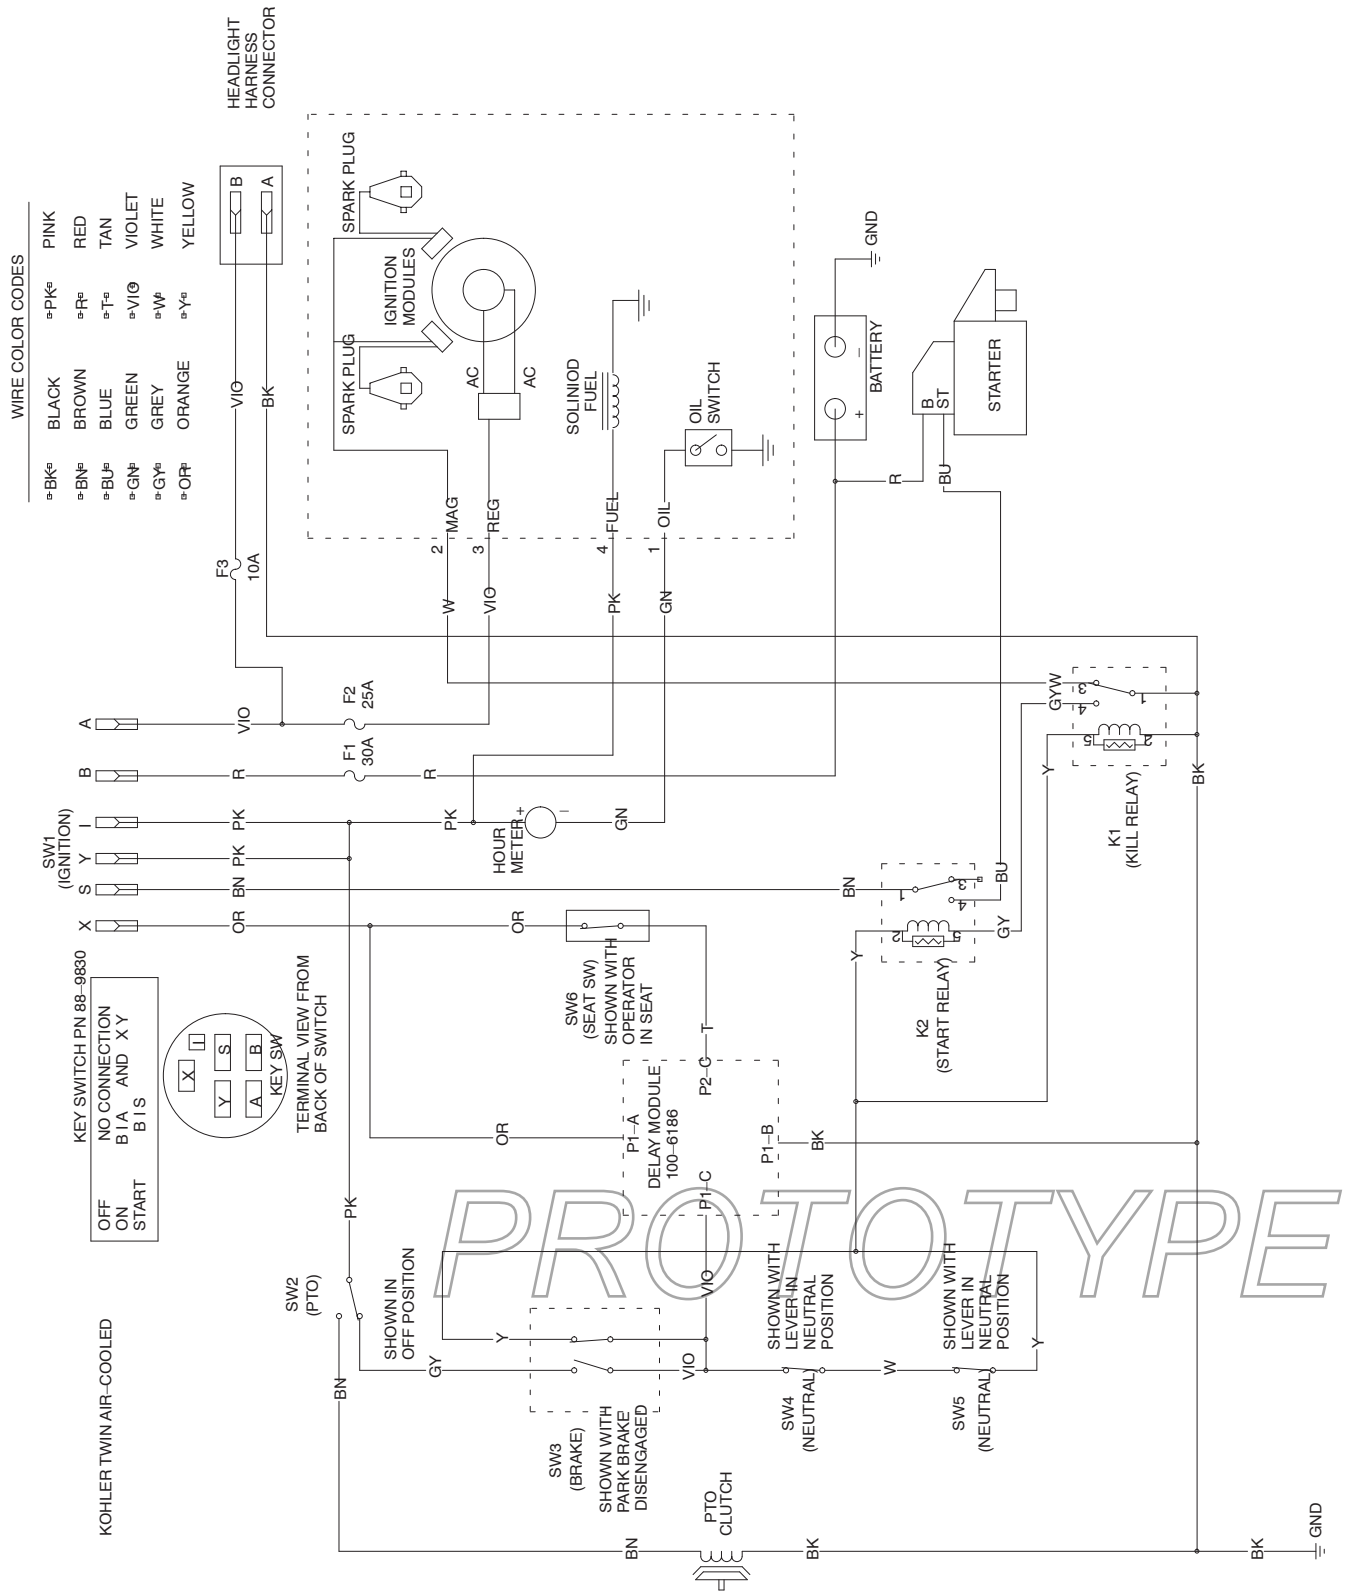 KOHLER TWIN AIR-COOLED
KEY SWITCH PN 88-9830
OFF NO CONNECTION
ON B I A AND X Y
START B I S
X
I
Y
S
A
B
KEY SW
TERMINAL VIEW FROM
BACK OF SWITCH
SW1
(IGNITION)
X
S
Y
I
B
A
OR
BN
PK
PK
R
VIO
WIRE COLOR CODES
BK BLACK
BN BROWN
BU BLUE
GN GREEN
GY GREY
OR ORANGE
PK PINK
R RED
T TAN
VIO VIOLET
W WHITE
Y YELLOW
HEADLIGHT
HARNESS
CONNECTOR
B
A
VIO
BK
F3
10A
F2
25A
F1
30A
R
PK
HOUR
METER
+
–
GN
2
MAG
3
REG
4
FUEL
1
OIL
W
VIO
PK
GN
SPARK PLUG
SPARK PLUG
IGNITION
MODULES
AC
AC
SOLINIOD
FUEL
OIL
SWITCH
BATTERY
+
–
GND
R
BU
B
ST
STARTER
SW2
(PTO)
SHOWN IN
OFF POSITION
PK
BN
GY
OR
OR
SW6
(SEAT SW)
SHOWN WITH
OPERATOR
IN SEAT
T
P1-A
DELAY MODULE
100-6186
P2-C
P1-C
P1-B
BK
VIO
SW3
(BRAKE)
SHOWN WITH
PARK BRAKE
DISENGAGED
Y
VIO
SW4
(NEUTRAL)
SHOWN WITH
LEVER IN
NEUTRAL
POSITION
W
SW5
(NEUTRAL)
SHOWN WITH
LEVER IN
NEUTRAL
POSITION
Y
K2
(START RELAY)
BN
Y
1
3
4
2
5
BU
GY
K1
(KILL RELAY)
Y
GY
W
3
4
1
5
2
BK
PTO
CLUTCH
BN
BK
BK
GND
PROTOTYPE